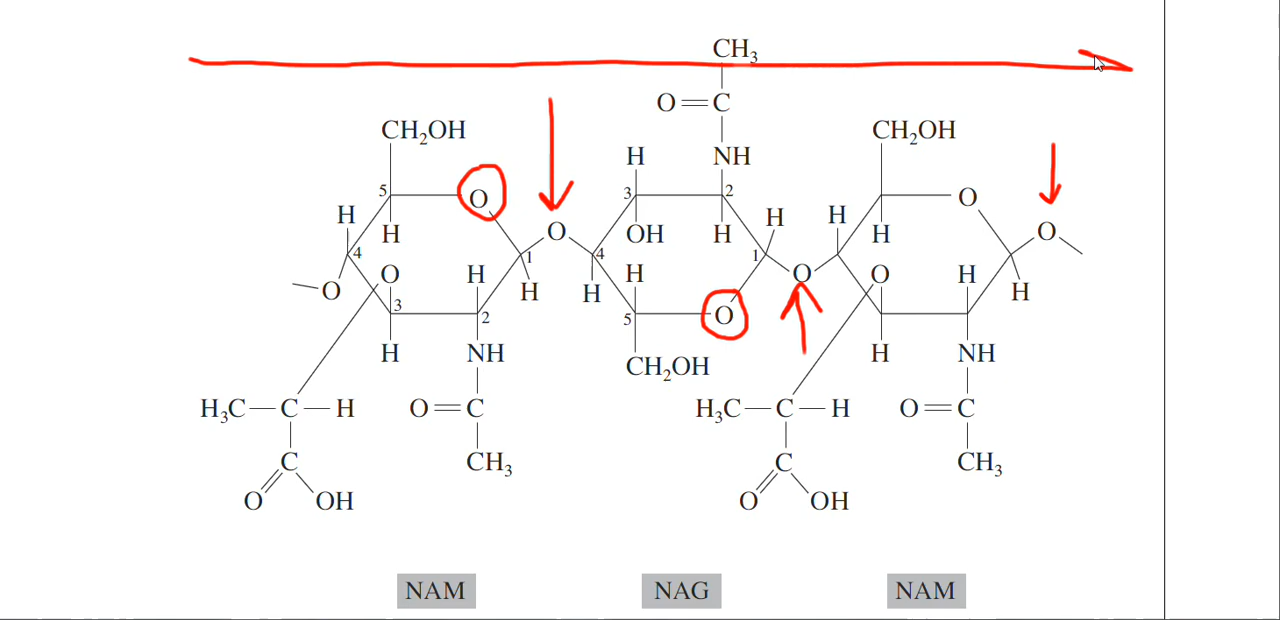 CH3
O C
CH2OH H NH CH2OH
5 O 3 2 O
H H OH H H H H O
4 O H O 1 4 H 1 O O H H
O 3 H H 5 O H
H 2 CH2OH H
NH NH
H3C C H O C H3C C H O C
C CH3 C CH3
O OH O OH
NAM NAG NAM